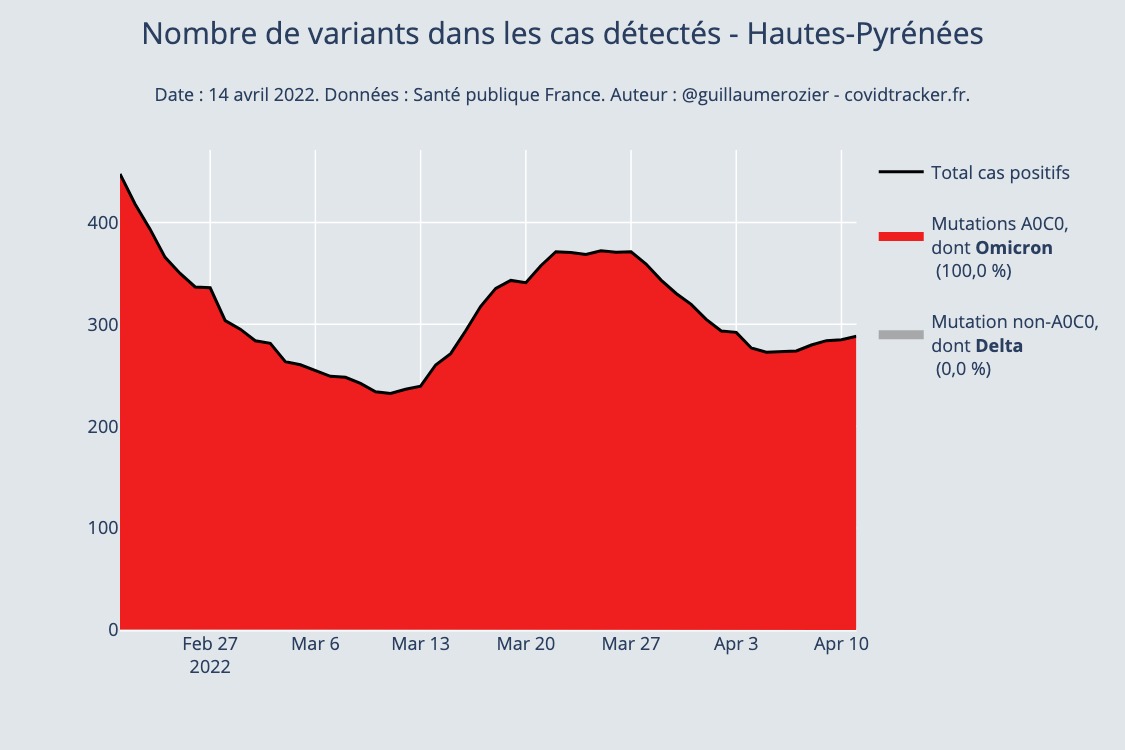 Nombre de variants dans les cas détectés - Hautes-Pyrénées
Date : 14 avril 2022. Données : Santé publique France. Auteur : @guillaumerozier - covidtracker.fr.
Total cas positifs
Mutations A0C0,
dont Omicron
(100,0 %)
Mutation non-A0C0,
dont Delta
(0,0 %)
400
300
200
100
0
Feb 27 Mar 6 Mar 13 Mar 20 Mar 27 Apr 3 Apr 10
2022